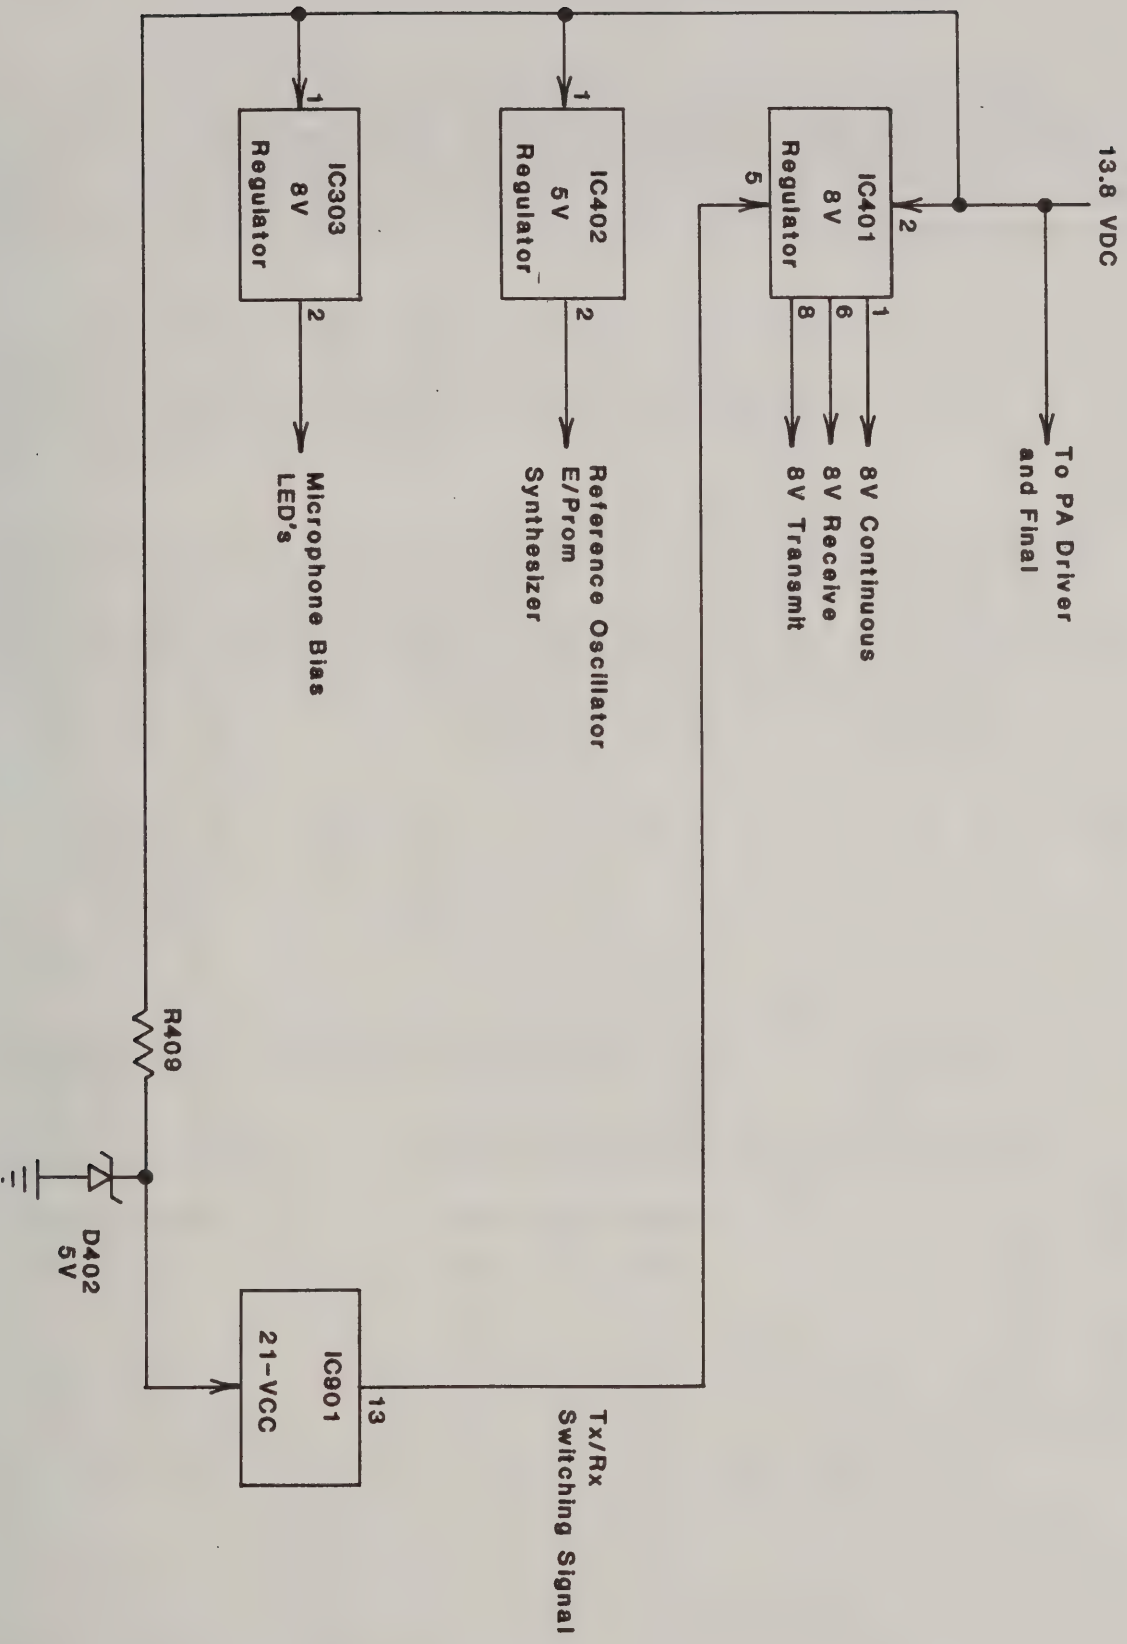 13.8 VDC
To PA Driver
and Final
2
IC401
8V
Regulator
5
1
6
8
8V Continuous
8V Receive
8V Transmit
1
IC402
5V
Regulator
2
Reference Oscillator
E/Prom
Synthesizer
1
IC303
8V
Regulator
2
Microphone Bias
LED's
Tx/Rx
Switching Signal
R409
D402
5V
13
IC901
21-VCC